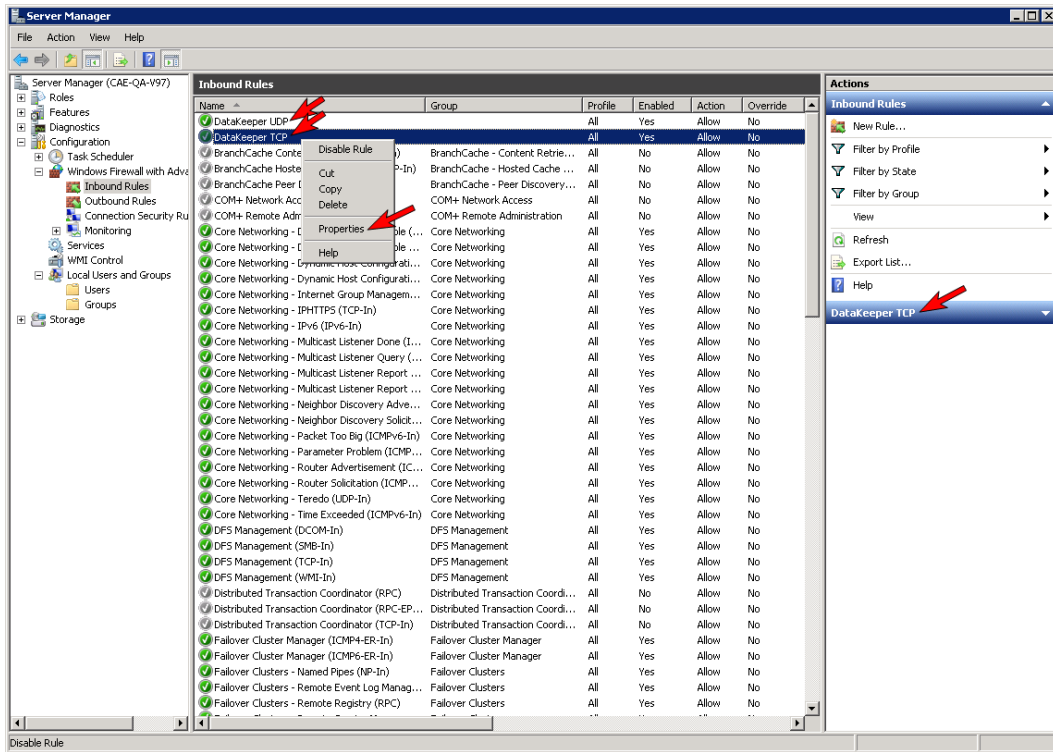 Server Manager
File Action View Help
Server Manager (CAE-QA-V97)
Roles
Features
Diagnostics
Configuration
Task Scheduler
Windows Firewall with Adva
Inbound Rules
Outbound Rules
Connection Security Ru
Monitoring
Services
WMI Control
Local Users and Groups
Users
Groups
Storage
Inbound Rules
Name Group Profile Enabled Action Override
DataKeeper UDP All Yes Allow No
DataKeeper TCP All Yes Allow No
BranchCache Conte ) BranchCache - Content Retrie... All No Allow No
BranchCache Hoste P-In) BranchCache - Hosted Cache ... All No Allow No
BranchCache Peer BranchCache - Peer Discovery... All No Allow No
COM+ Network Acc COM+ Network Access All No Allow No
COM+ Remote Adm COM+ Remote Administration All No Allow No
Core Networking - D ble (... Core Networking All Yes Allow No
Core Networking - D ble ... Core Networking All Yes Allow No
Core Networking - Dynamic Host Configurati... Core Networking All Yes Allow No
Core Networking - Dynamic Host Configurati... Core Networking All Yes Allow No
Core Networking - Internet Group Managem... Core Networking All Yes Allow No
Core Networking - IPHTTPS (TCP-In) Core Networking All Yes Allow No
Core Networking - IPv6 (IPv6-In) Core Networking All Yes Allow No
Core Networking - Multicast Listener Done (I... Core Networking All Yes Allow No
Core Networking - Multicast Listener Query (... Core Networking All Yes Allow No
Core Networking - Multicast Listener Report ... Core Networking All Yes Allow No
Core Networking - Multicast Listener Report ... Core Networking All Yes Allow No
Core Networking - Neighbor Discovery Adve... Core Networking All Yes Allow No
Core Networking - Neighbor Discovery Solicit... Core Networking All Yes Allow No
Core Networking - Packet Too Big (ICMPv6-In) Core Networking All Yes Allow No
Core Networking - Parameter Problem (ICMP... Core Networking All Yes Allow No
Core Networking - Router Advertisement (IC... Core Networking All Yes Allow No
Core Networking - Router Solicitation (ICMP... Core Networking All Yes Allow No
Core Networking - Teredo (UDP-In) Core Networking All Yes Allow No
Core Networking - Time Exceeded (ICMPv6-In) Core Networking All Yes Allow No
DFS Management (DCOM-In) DFS Management All Yes Allow No
DFS Management (SMB-In) DFS Management All Yes Allow No
DFS Management (TCP-In) DFS Management All Yes Allow No
DFS Management (WMI-In) DFS Management All Yes Allow No
Distributed Transaction Coordinator (RPC) Distributed Transaction Coordi... All No Allow No
Distributed Transaction Coordinator (RPC-EP... Distributed Transaction Coordi... All No Allow No
Distributed Transaction Coordinator (TCP-In) Distributed Transaction Coordi... All No Allow No
Failover Cluster Manager (ICMP4-ER-In) Failover Cluster Manager All Yes Allow No
Failover Cluster Manager (ICMP6-ER-In) Failover Cluster Manager All Yes Allow No
Failover Clusters - Named Pipes (NP-In) Failover Clusters All Yes Allow No
Failover Clusters - Remote Event Log Manag... Failover Clusters All Yes Allow No
Failover Clusters - Remote Registry (RPC) Failover Clusters All Yes Allow No
Disable Rule
Cut
Copy
Delete
Properties
Help
Actions
Inbound Rules
New Rule...
Filter by Profile
Filter by State
Filter by Group
View
Refresh
Export List...
Help
DataKeeper TCP
Disable Rule